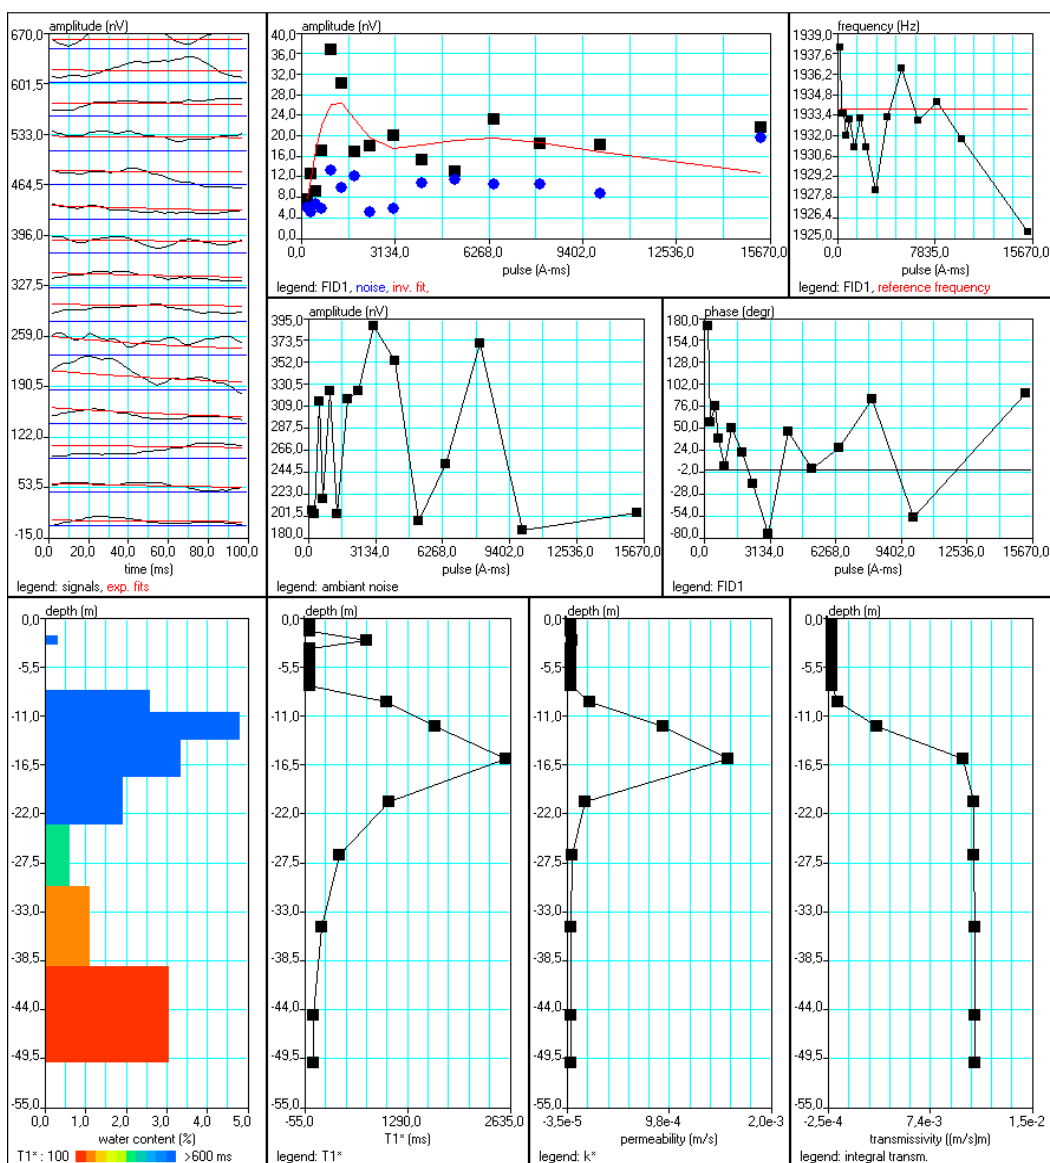 amplitude (nV)
670,0
601,5
533,0
464,5
396,0
327,5
259,0
190,5
122,0
53,5
-15,0
0,0 20,0 40,0 60,0 80,0 100,0
time (ms)
legend: signals, exp. fits
amplitude (nV)
40,0
36,0
32,0
28,0
24,0
20,0
16,0
12,0
8,0
4,0
0,0
0,0 3134,0 6268,0 9402,0 12536,0 15670,0
pulse (A-ms)
legend: FID1, noise, inv. fit,
frequency (Hz)
1939,0
1937,6
1936,2
1934,8
1933,4
1932,0
1930,6
1929,2
1927,8
1926,4
1925,0
0,0 7835,0 15670,0
pulse (A-ms)
legend: FID1, reference frequency
amplitude (nV)
395,0
373,5
352,0
330,5
309,0
287,5
266,0
244,5
223,0
201,5
180,0
0,0 3134,0 6268,0 9402,0 12536,0 15670,0
pulse (A-ms)
legend: ambiant noise
phase (degr)
180,0
154,0
128,0
102,0
76,0
50,0
24,0
-2,0
-28,0
-54,0
-80,0
0,0 3134,0 6268,0 9402,0 12536,0 15670,0
pulse (A-ms)
legend: FID1
depth (m)
0,0
-5,5
-11,0
-16,5
-22,0
-27,5
-33,0
-38,5
-44,0
-49,5
-55,0
0,0 1,0 2,0 3,0 4,0 5,0
water content (%)
T1* : 100 >600 ms
depth (m)
0,0
-5,5
-11,0
-16,5
-22,0
-27,5
-33,0
-38,5
-44,0
-49,5
-55,0
-55,0 1290,0 2635,0
T1* (ms)
legend: T1*
depth (m)
0,0
-5,5
-11,0
-16,5
-22,0
-27,5
-33,0
-38,5
-44,0
-49,5
-55,0
-3.5e-5 9.8e-4 2.0e-3
permeability (m/s)
legend: k*
depth (m)
0,0
-5,5
-11,0
-16,5
-22,0
-27,5
-33,0
-38,5
-44,0
-49,5
-55,0
-2.5e-4 7.4e-3 1.5e-2
transmissivity ((m/s)m)
legend: integral transm.